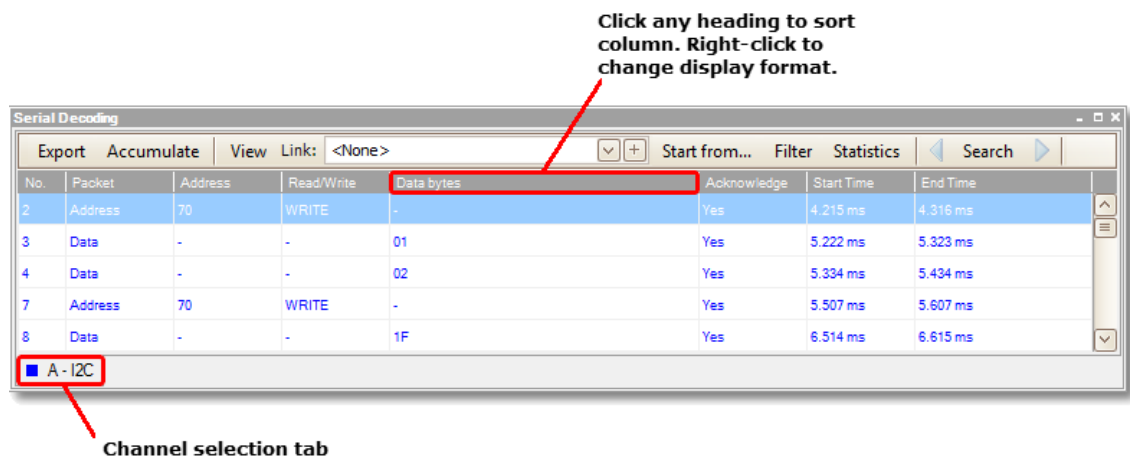 Click any heading to sort
column. Right-click to
change display format.
Serial Decoding
Export Accumulate View Link: <None> Start from... Filter Statistics Search
No. Packet Address Read/Write Data bytes Acknowledge Start Time End Time
2 Address 70 WRITE - Yes 4.215 ms 4.316 ms
3 Data - - 01 Yes 5.222 ms 5.323 ms
4 Data - - 02 Yes 5.334 ms 5.434 ms
7 Address 70 WRITE - Yes 5.507 ms 5.607 ms
8 Data - - 1F Yes 6.514 ms 6.615 ms
A - I2C
Channel selection tab